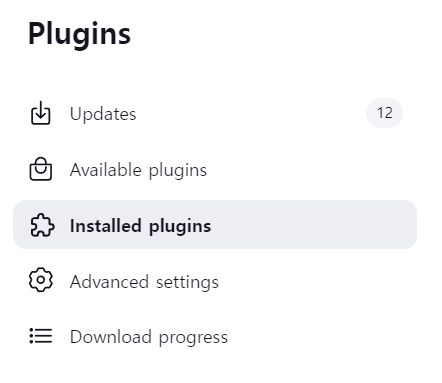 Plugins
Updates 12
Available plugins
Installed plugins
Advanced settings
Download progress